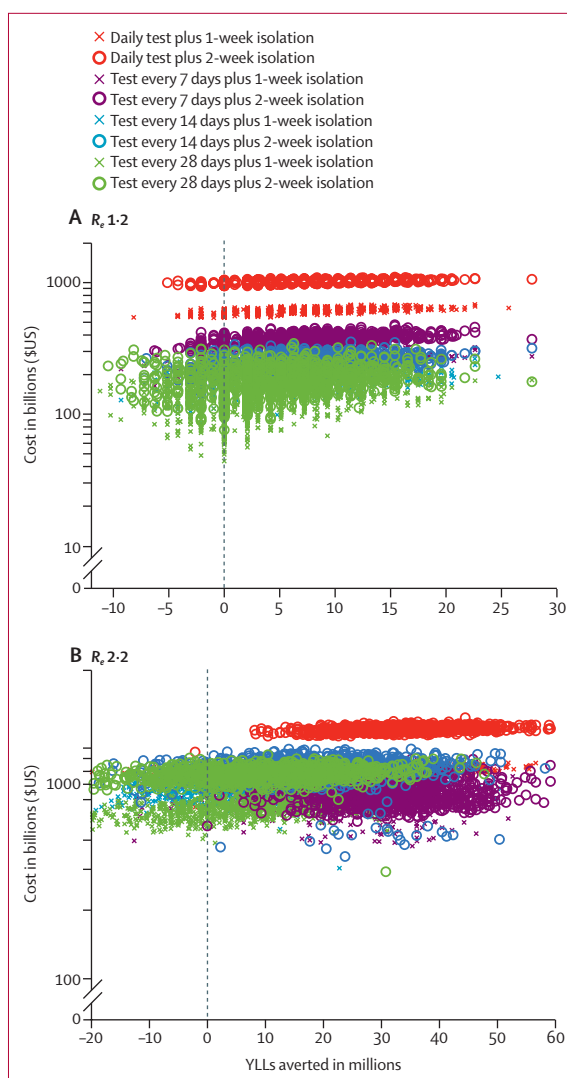 Daily test plus 1-week isolation
Daily test plus 2-week isolation
Test every 7 days plus 1-week isolation
Test every 7 days plus 2-week isolation
Test every 14 days plus 1-week isolation
Test every 14 days plus 2-week isolation
Test every 28 days plus 1-week isolation
Test every 28 days plus 2-week isolation
A Re 1·2
Cost in billions ($US)
1000
100
10
0
–10 –5 0 5 10 15 20 25 30
B Re 2·2
Cost in billions ($US)
1000
100
0
–20 –10 0 10 20 30 40 50 60
YLLs averted in millions